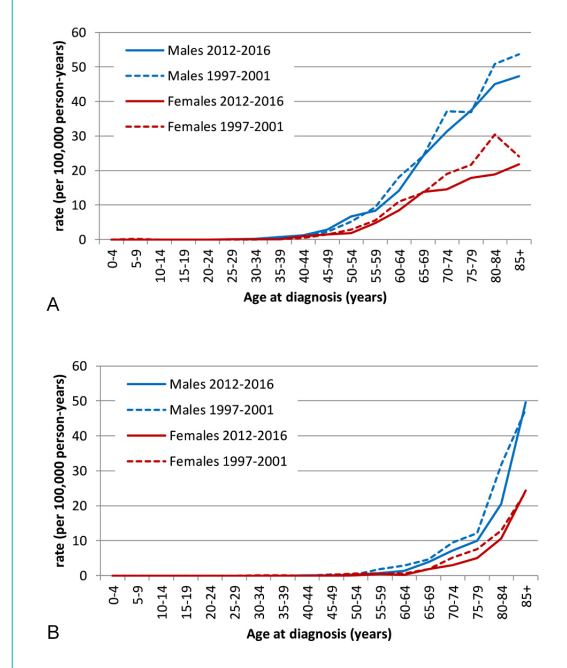 60
50
40
30
20
10
0
rate (per 100,000 person-years)
Males 2012-2016
Males 1997-2001
Females 2012-2016
Females 1997-2001
0-4 5-9 10-14 15-19 20-24 25-29 30-34 35-39 40-44 45-49 50-54 55-59 60-64 65-69 70-74 75-79 80-84 85+
Age at diagnosis (years)
A
60
50
40
30
20
10
0
rate (per 100,000 person-years)
Males 2012-2016
Males 1997-2001
Females 2012-2016
Females 1997-2001
0-4 5-9 10-14 15-19 20-24 25-29 30-34 35-39 40-44 45-49 50-54 55-59 60-64 65-69 70-74 75-79 80-84 85+
Age at diagnosis (years)
B